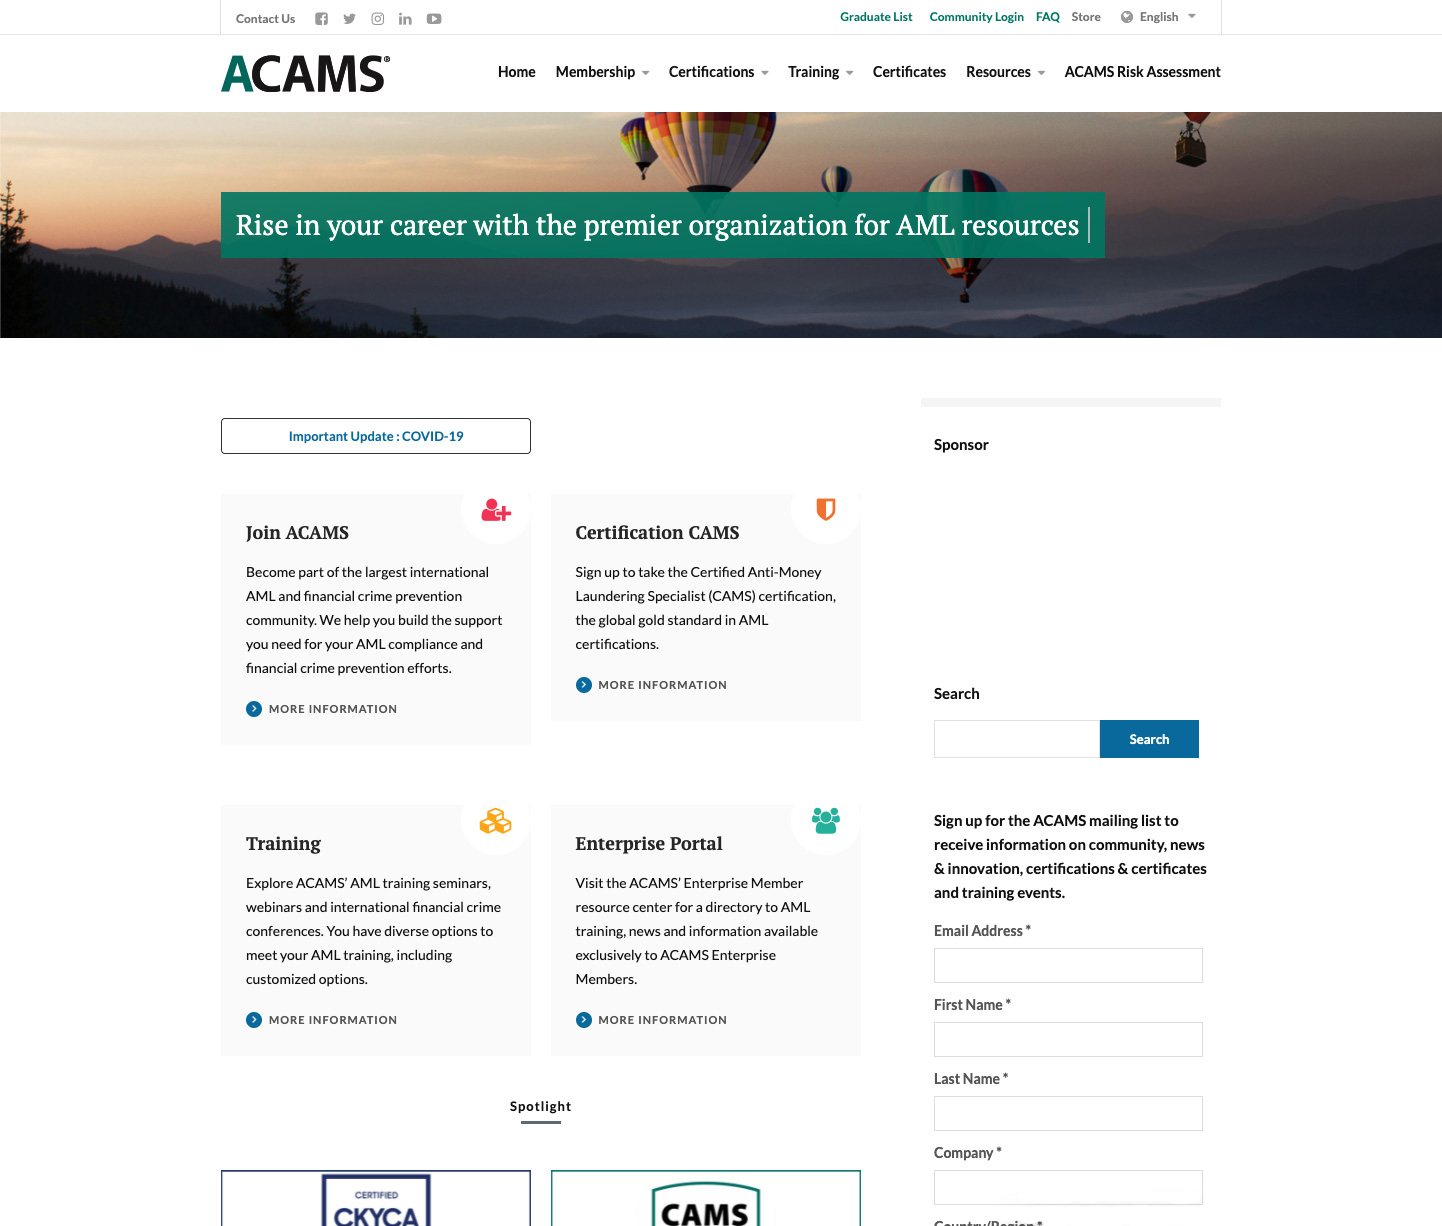 Contact Us
Graduate List Community Login FAQ Store English
ACAMS®
Home Membership Certifications Training Certificates Resources ACAMS Risk Assessment
Rise in your career with the premier organization for AML resources
Important Update : COVID-19
Join ACAMS
Become part of the largest international
AML and financial crime prevention
community. We help you build the support
you need for your AML compliance and
financial crime prevention efforts.
MORE INFORMATION
Certification CAMS
Sign up to take the Certified Anti-Money
Laundering Specialist (CAMS) certification,
the global gold standard in AML
certifications.
MORE INFORMATION
Training
Explore ACAMS’ AML training seminars,
webinars and international financial crime
conferences. You have diverse options to
meet your AML training, including
customized options.
MORE INFORMATION
Enterprise Portal
Visit the ACAMS’ Enterprise Member
resource center for a directory to AML
training, news and information available
exclusively to ACAMS Enterprise
Members.
MORE INFORMATION
Spotlight
CERTIFIED
CKYCA
CAMS
Sponsor
Search
Search
Sign up for the ACAMS mailing list to
receive information on community, news
& innovation, certifications & certificates
and training events.
Email Address *
First Name *
Last Name *
Company *
Country/Region *